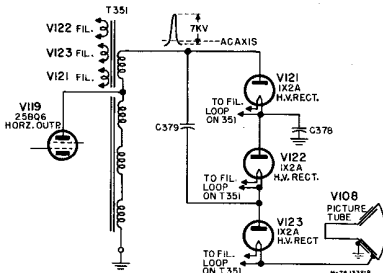 T351
V122 FIL.
V123 FIL.
V121 FIL.
7KV
AC AXIS
V119
25BQ6
HORZ. OUTP.
C379
V121
1X2A
H.V. RECT.
TO FIL.
LOOP
ON 351
C378
V122
1X2A
H.V. RECT.
TO FIL.
LOOP
ON T351
V123
1X2A
H.V. RECT
TO FIL.
LOOP
ON T351
V108
PICTURE
TUBE